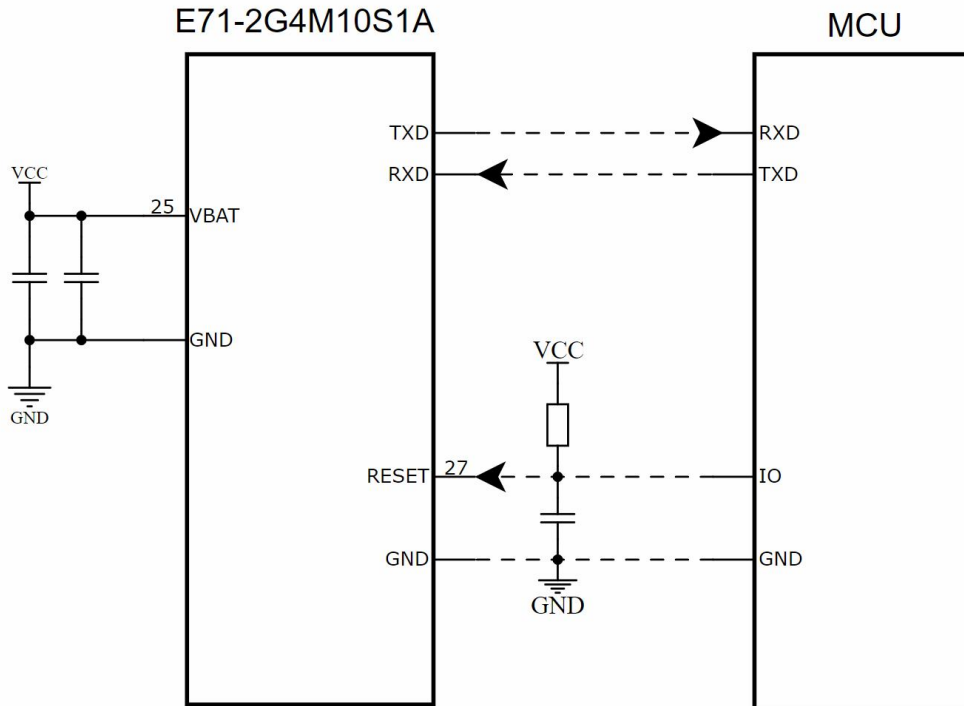 E71-2G4M10S1A
MCU
TXD
RXD
RXD
TXD
VCC
25
VBAT
GND
GND
VCC
RESET
27
IO
GND
GND
GND